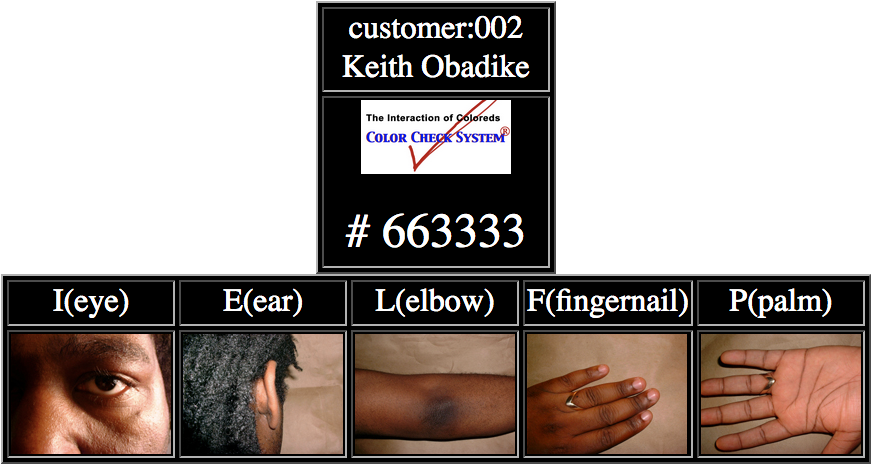 customer:002
Keith Obadike
The Interaction of Coloreds
COLOR CHECK SYSTEM®
# 663333
I(eye) E(ear) L(elbow) F(fingernail) P(palm)